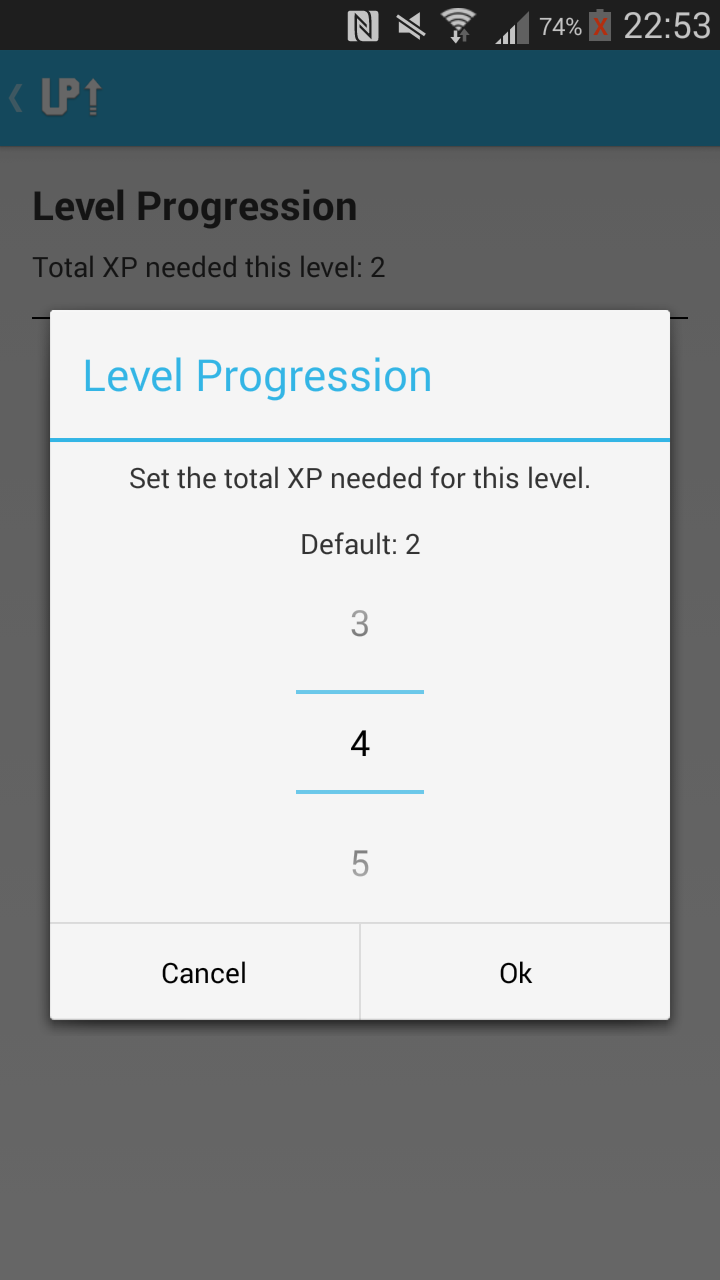 74% 22:53
UP
Level Progression
Total XP needed this level: 2
Level Progression
Set the total XP needed for this level.
Default: 2
3
4
5
Cancel Ok